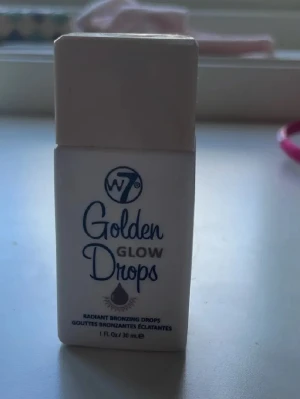 W7®
Golden
GLOW
Drops
RADIANT BRONZING DROPS
GOUTTES BRONZANTES ÉCLATANTES
1 fl Oz/ 30 mL℮